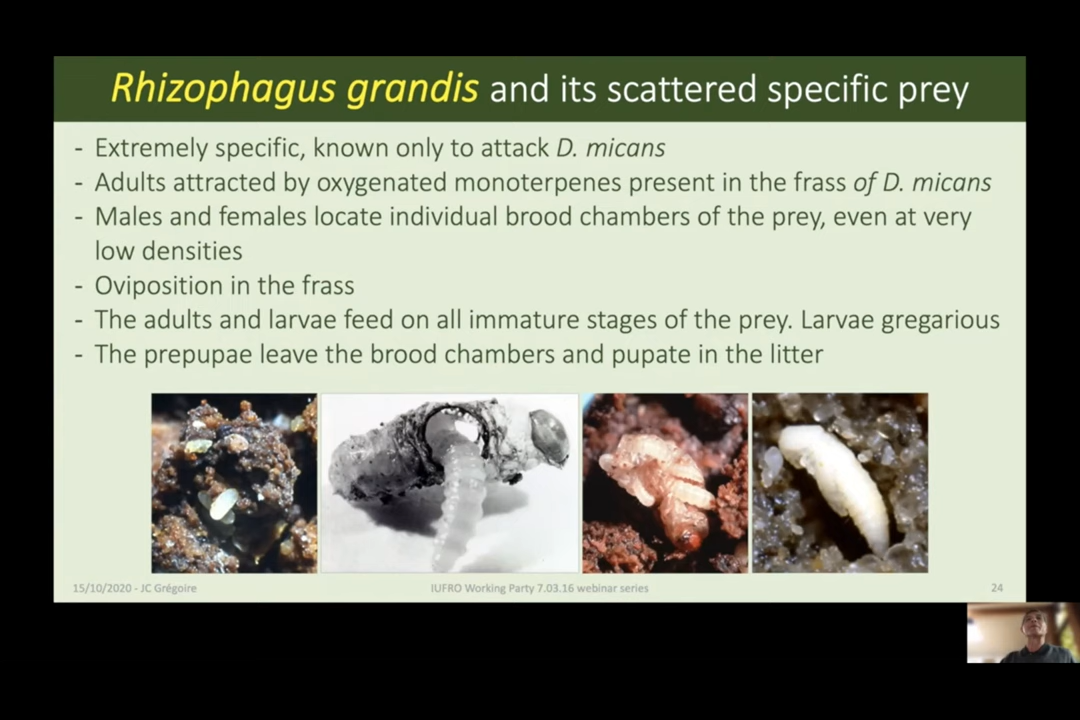 Rhizophagus grandis and its scattered specific prey
- Extremely specific, known only to attack D. micans
- Adults attracted by oxygenated monoterpenes present in the frass of D. micans
- Males and females locate individual brood chambers of the prey, even at very
low densities
- Oviposition in the frass
- The adults and larvae feed on all immature stages of the prey. Larvae gregarious
- The prepupae leave the brood chambers and pupate in the litter
15/10/2020 - JC Grégoire
IUFRO Working Party 7.03.16 webinar series
24